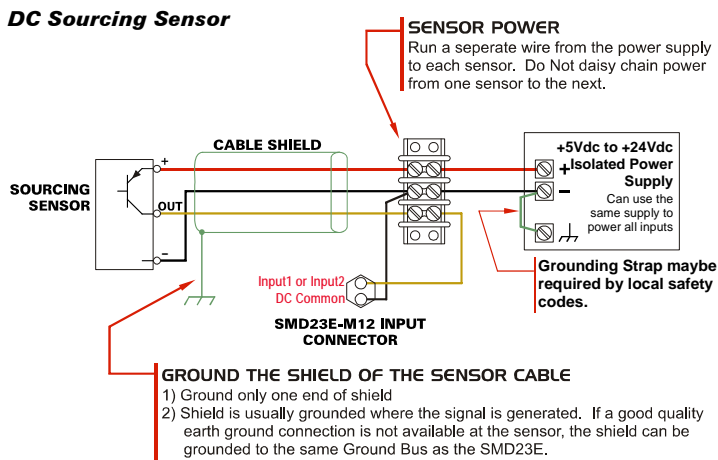 DC Sourcing Sensor
SENSOR POWER
Run a seperate wire from the power supply
to each sensor. Do Not daisy chain power
from one sensor to the next.
CABLE SHIELD
+
SOURCING
SENSOR
OUT
–
+5Vdc to +24Vdc
Isolated Power
Supply
Can use the
same supply to
power all inputs
+
–
Input1 or Input2
DC Common
SMD23E-M12 INPUT
CONNECTOR
Grounding Strap maybe
required by local safety
codes.
GROUND THE SHIELD OF THE SENSOR CABLE
1) Ground only one end of shield
2) Shield is usually grounded where the signal is generated. If a good quality
earth ground connection is not available at the sensor, the shield can be
grounded to the same Ground Bus as the SMD23E.